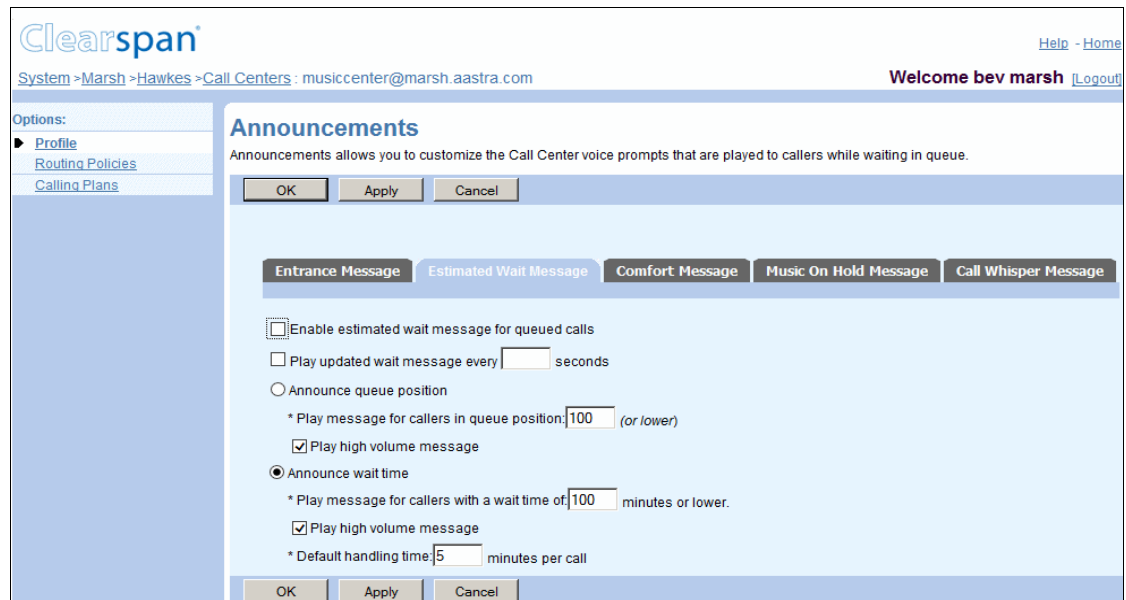 Clearspan
Help - Home
System >Marsh >Hawkes >Call Centers : musiccenter@marsh.aastra.com
Welcome bev marsh [Logout]
Options:
Profile
Routing Policies
Calling Plans
Announcements
Announcements allows you to customize the Call Center voice prompts that are played to callers while waiting in queue.
OK Apply Cancel
Entrance Message Estimated Wait Message Comfort Message Music On Hold Message Call Whisper Message
Enable estimated wait message for queued calls
Play updated wait message every seconds
Announce queue position
* Play message for callers in queue position: 100 (or lower)
Play high volume message
Announce wait time
* Play message for callers with a wait time of: 100 minutes or lower.
Play high volume message
* Default handling time: 5 minutes per call
OK Apply Cancel